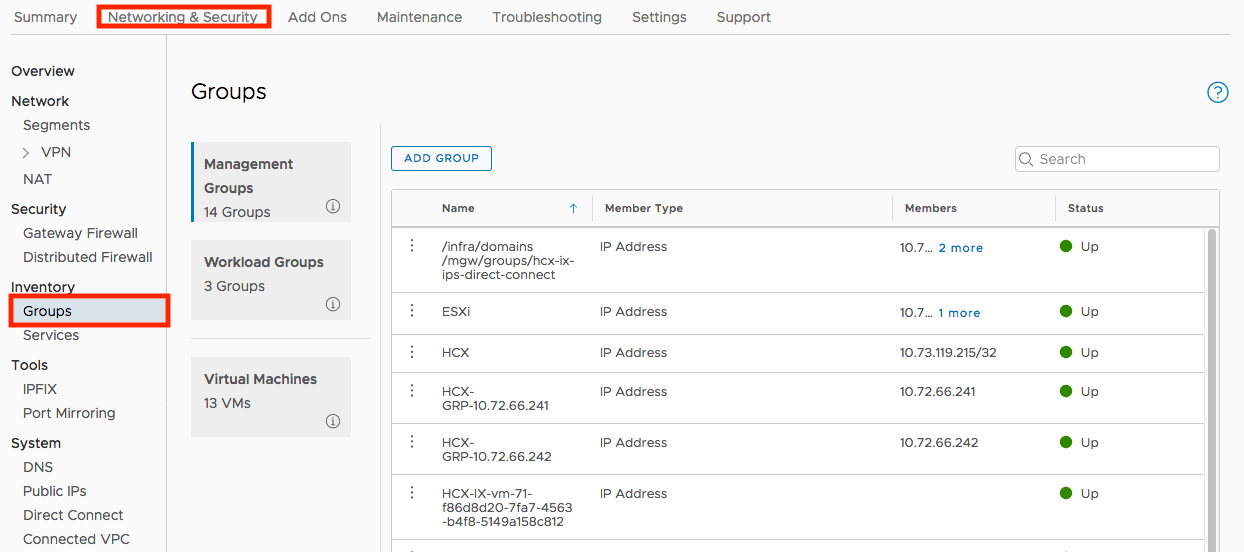 Summary Networking & Security Add Ons Maintenance Troubleshooting Settings Support
Overview
Network
Segments
VPN
NAT
Security
Gateway Firewall
Distributed Firewall
Inventory
Groups
Services
Tools
IPFIX
Port Mirroring
System
DNS
Public IPs
Direct Connect
Connected VPC
Groups
?
Management
Groups
14 Groups
Workload Groups
3 Groups
Virtual Machines
13 VMs
ADD GROUP
Search
Name Member Type Members Status
/infra/domains
/mgw/groups/hcx-ix-
ips-direct-connect
IP Address 10.7... 2 more Up
ESXi IP Address 10.7... 1 more Up
HCX IP Address 10.73.119.215/32 Up
HCX-
GRP-10.72.66.241
IP Address 10.72.66.241 Up
HCX-
GRP-10.72.66.242
IP Address 10.72.66.242 Up
HCX-IX-vm-71-
f86d8d20-7fa7-4563
-b4f8-5149a158c812
IP Address Up